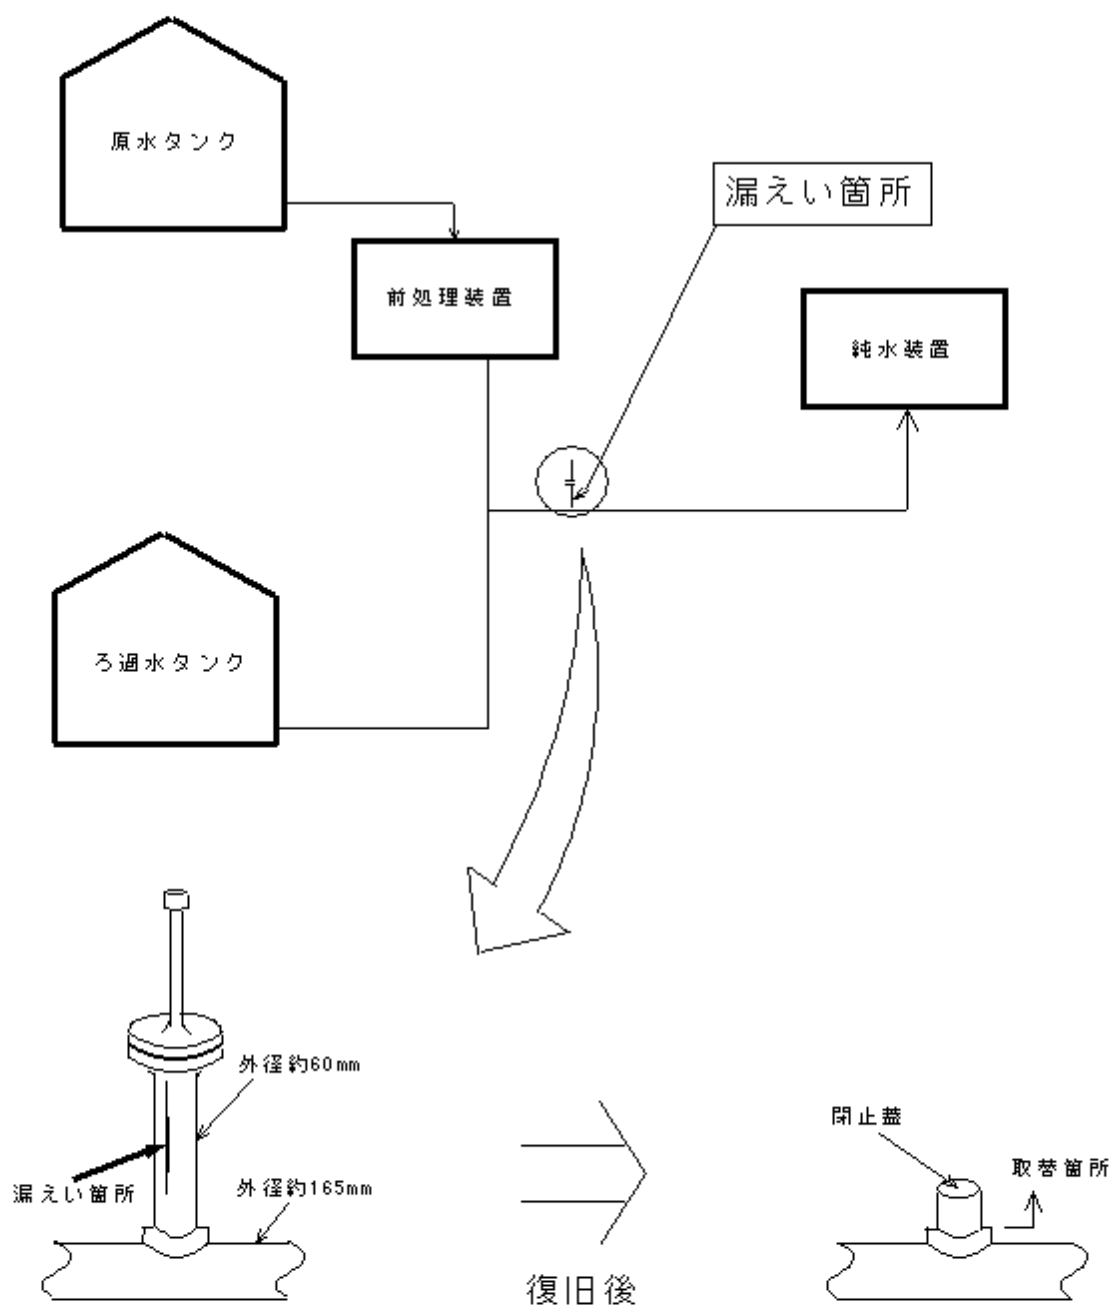 原水タンク
漏えい箇所
前処理装置
純水装置
ろ過水タンク
外径約60mm
漏えい箇所
外径約165mm
閉止蓋
取替箇所
復旧後